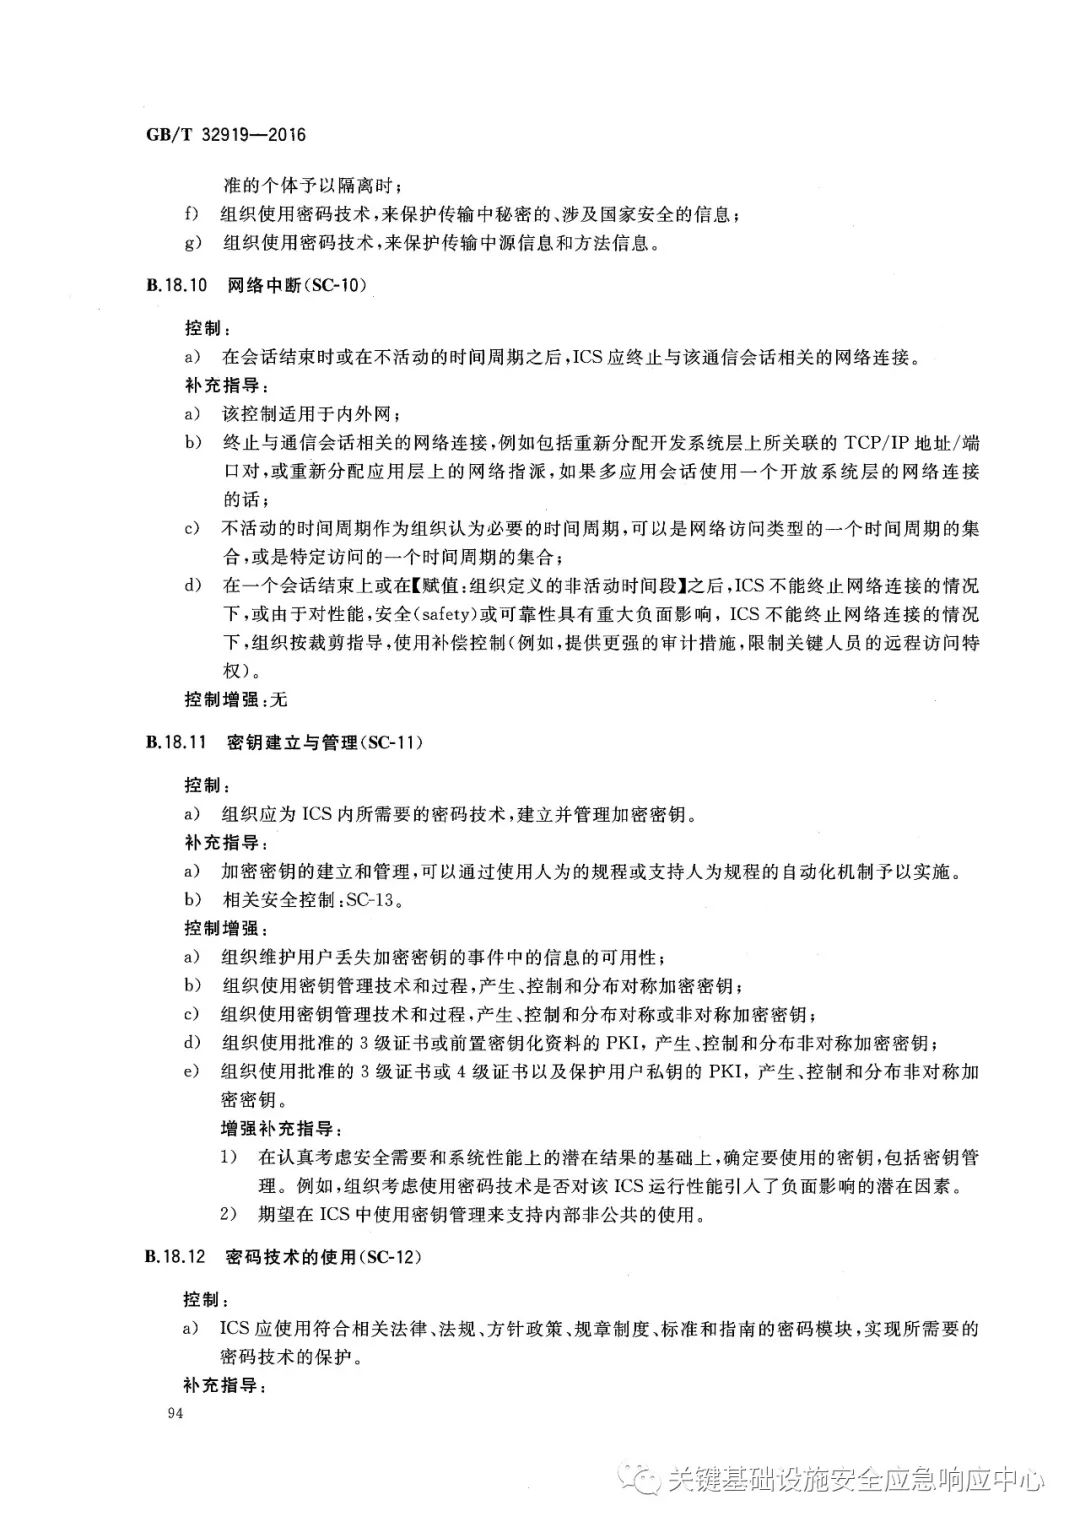 GB/T 32919—2016
准的个体予以隔离时；
f） 组织使用密码技术，来保护传输中秘密的、涉及国家安全的信息；
g） 组织使用密码技术，来保护传输中源信息和方法信息。
B.18.10 网络中断（SC-10）
控制：
a） 在会话结束时或在不活动的时间周期之后，ICS应终止与该通信会话相关的网络连接。
补充指导：
a） 该控制适用于内外网；
b） 终止与通信会话相关的网络连接，例如包括重新分配开发系统层上所关联的 TCP/IP 地址/端
口对，或重新分配应用层上的网络指派，如果多应用会话使用一个开放系统层的网络连接
的话；
c） 不活动的时间周期作为组织认为必要的时间周期，可以是网络访问类型的一个时间周期的集
合，或是特定访问的一个时间周期的集合；
d） 在一个会话结束上或在【赋值：组织定义的非活动时间段】之后，ICS 不能终止网络连接的情况
下，或由于对性能，安全（safety）或可靠性具有重大负面影响，ICS 不能终止网络连接的情况
下，组织按裁剪指导，使用补偿控制（例如，提供更强的审计措施，限制关键人员的远程访问特
权）。
控制增强：无
B.18.11 密钥建立与管理（SC-11）
控制：
a） 组织应为 ICS 内所需要的密码技术，建立并管理加密密钥。
补充指导：
a） 加密密钥的建立和管理，可以通过使用人为的规程或支持人为规程的自动化机制予以实施。
b） 相关安全控制：SC-13。
控制增强：
a） 组织维护用户丢失加密密钥的事件中的信息的可用性；
b） 组织使用密钥管理技术和过程，产生、控制和分布对称加密密钥；
c） 组织使用密钥管理技术和过程，产生、控制和分布对称或非对称加密密钥；
d） 组织使用批准的 3 级证书或前置密钥化资料的 PKI，产生、控制和分布非对称加密密钥；
e） 组织使用批准的 3 级证书或 4 级证书以及保护用户私钥的 PKI，产生、控制和分布非对称加
密密钥。
增强补充指导：
1） 在认真考虑安全需要和系统性能上的潜在结果的基础上，确定要使用的密钥，包括密钥管
理。例如，组织考虑使用密码技术是否对该 ICS 运行性能引入了负面影响的潜在因素。
2） 期望在 ICS 中使用密钥管理来支持内部非公共的使用。
B.18.12 密码技术的使用（SC-12）
控制：
a） ICS 应使用符合相关法律、法规、方针政策、规章制度、标准和指南的密码模块，实现所需要的
密码技术的保护。
补充指导：
94
关键基础设施安全应急响应中心